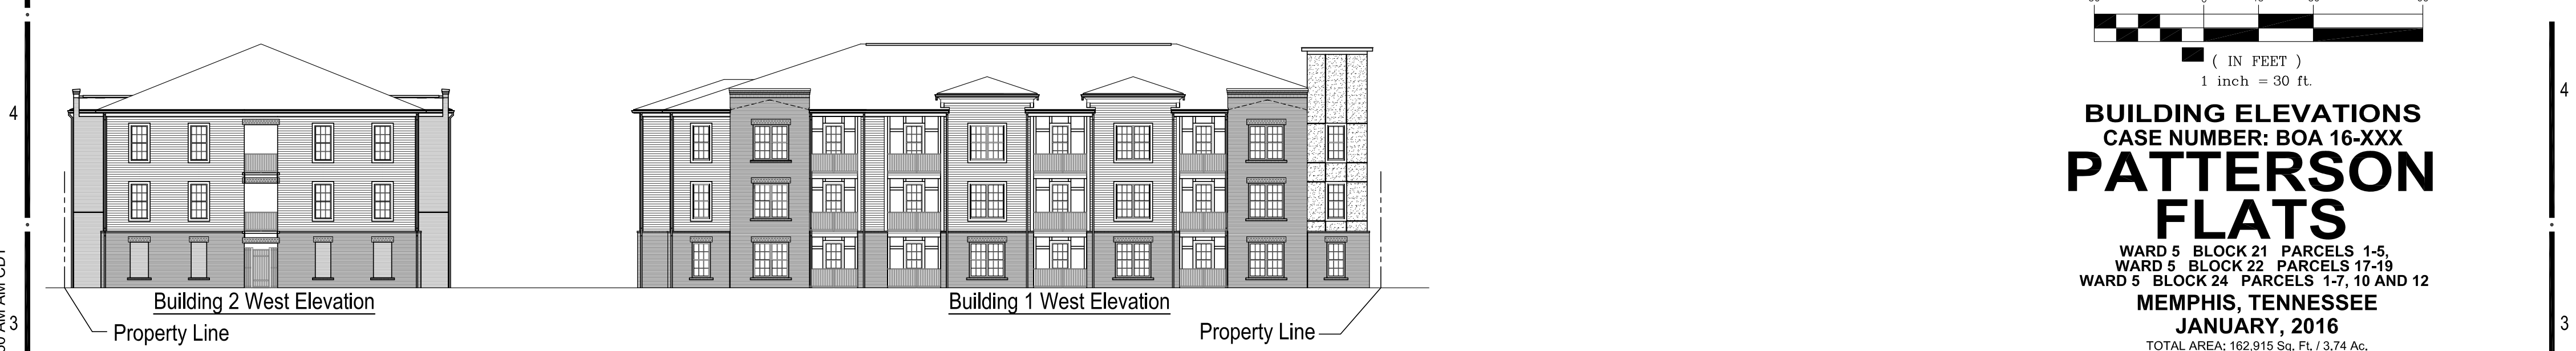 4
Building 2 West Elevation
Property Line
3
Building 1 West Elevation
Property Line
( IN FEET )
1 inch = 30 ft.
BUILDING ELEVATIONS
CASE NUMBER: BOA 16-XXX
PATTERSON
FLATS
WARD 5 BLOCK 21 PARCELS 1-5,
WARD 5 BLOCK 22 PARCELS 17-19
WARD 5 BLOCK 24 PARCELS 1-7, 10 AND 12
MEMPHIS, TENNESSEE
JANUARY, 2016
TOTAL AREA: 162,915 Sq. Ft. / 3.74 Ac.
4
3